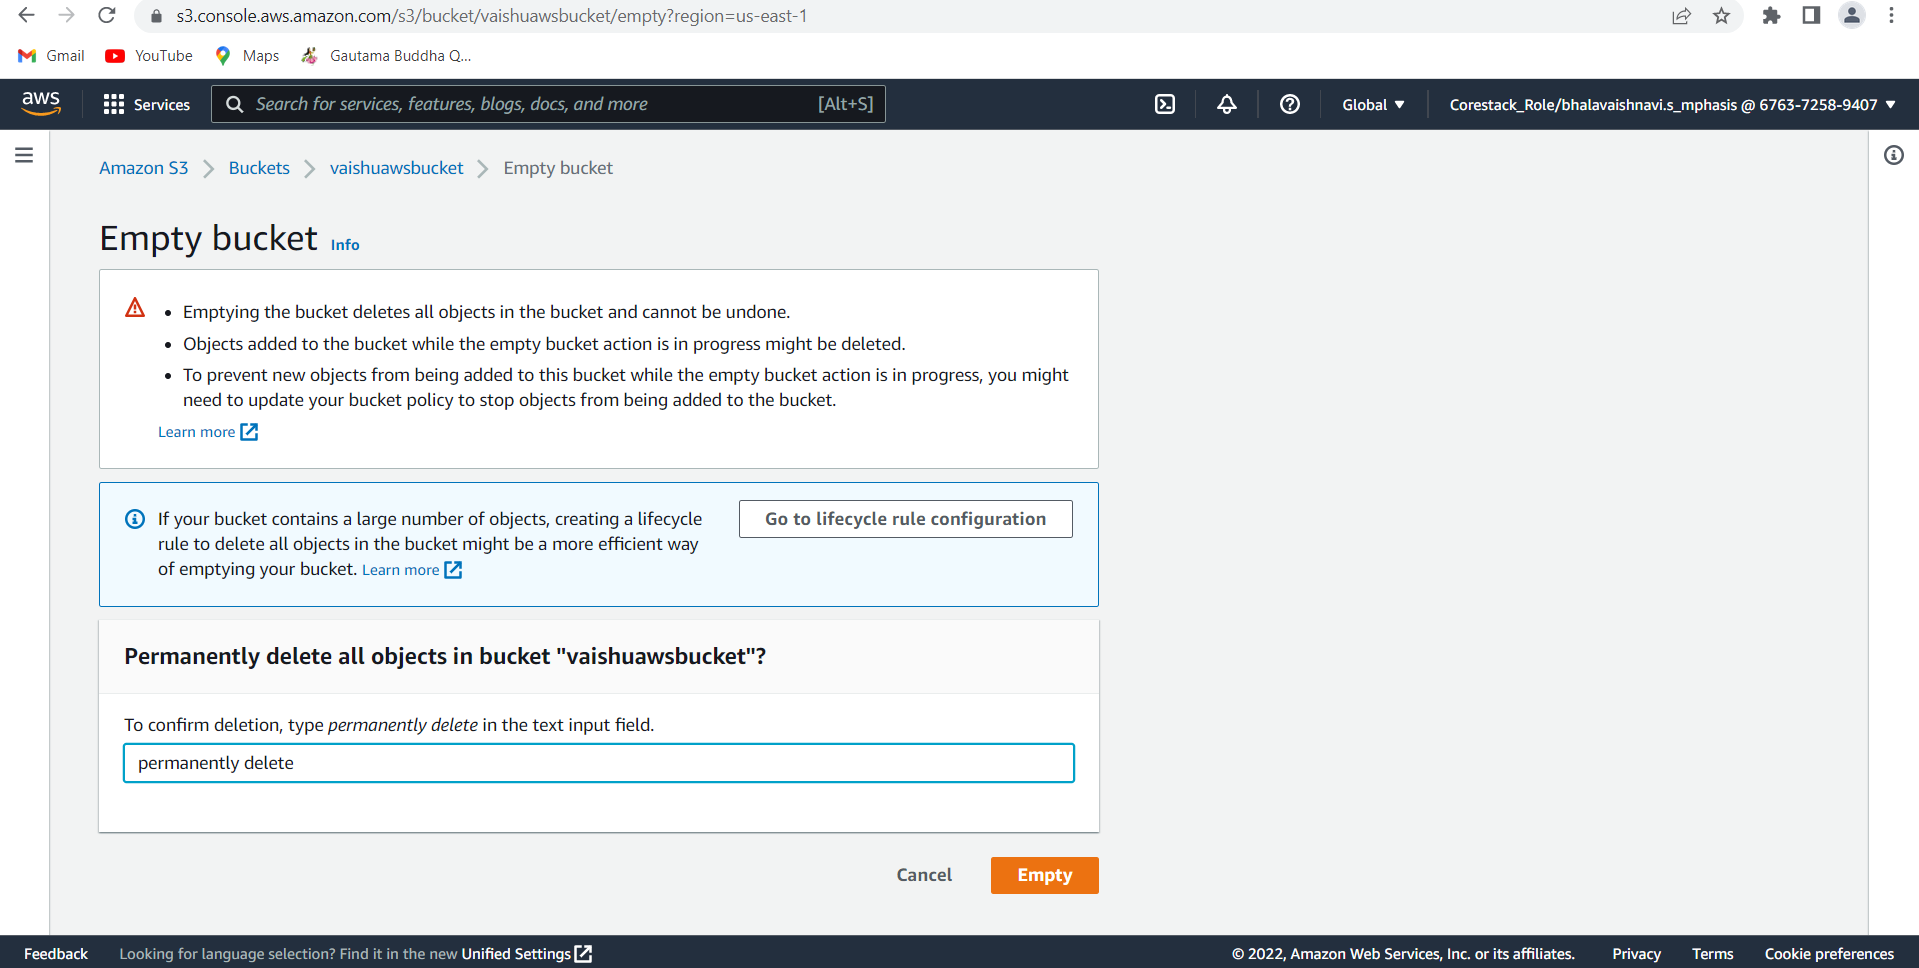 s3.console.aws.amazon.com/s3/bucket/vaishuawsbucket/empty?region=us-east-1
Gmail YouTube Maps Gautama Buddha Q...
aws Services Search for services, features, blogs, docs, and more [Alt+S] Global Corestack_Role/bhalavaishnavi.s_mphasis @ 6763-7258-9407
Amazon S3 Buckets vaishuawsbucket Empty bucket
Empty bucket Info
Emptying the bucket deletes all objects in the bucket and cannot be undone.
Objects added to the bucket while the empty bucket action is in progress might be deleted.
To prevent new objects from being added to this bucket while the empty bucket action is in progress, you might
need to update your bucket policy to stop objects from being added to the bucket.
Learn more
If your bucket contains a large number of objects, creating a lifecycle
rule to delete all objects in the bucket might be a more efficient way
of emptying your bucket. Learn more
Go to lifecycle rule configuration
Permanently delete all objects in bucket "vaishuawsbucket"?
To confirm deletion, type permanently delete in the text input field.
permanently delete
Cancel Empty
Feedback Looking for language selection? Find it in the new Unified Settings © 2022, Amazon Web Services, Inc. or its affiliates. Privacy Terms Cookie preferences